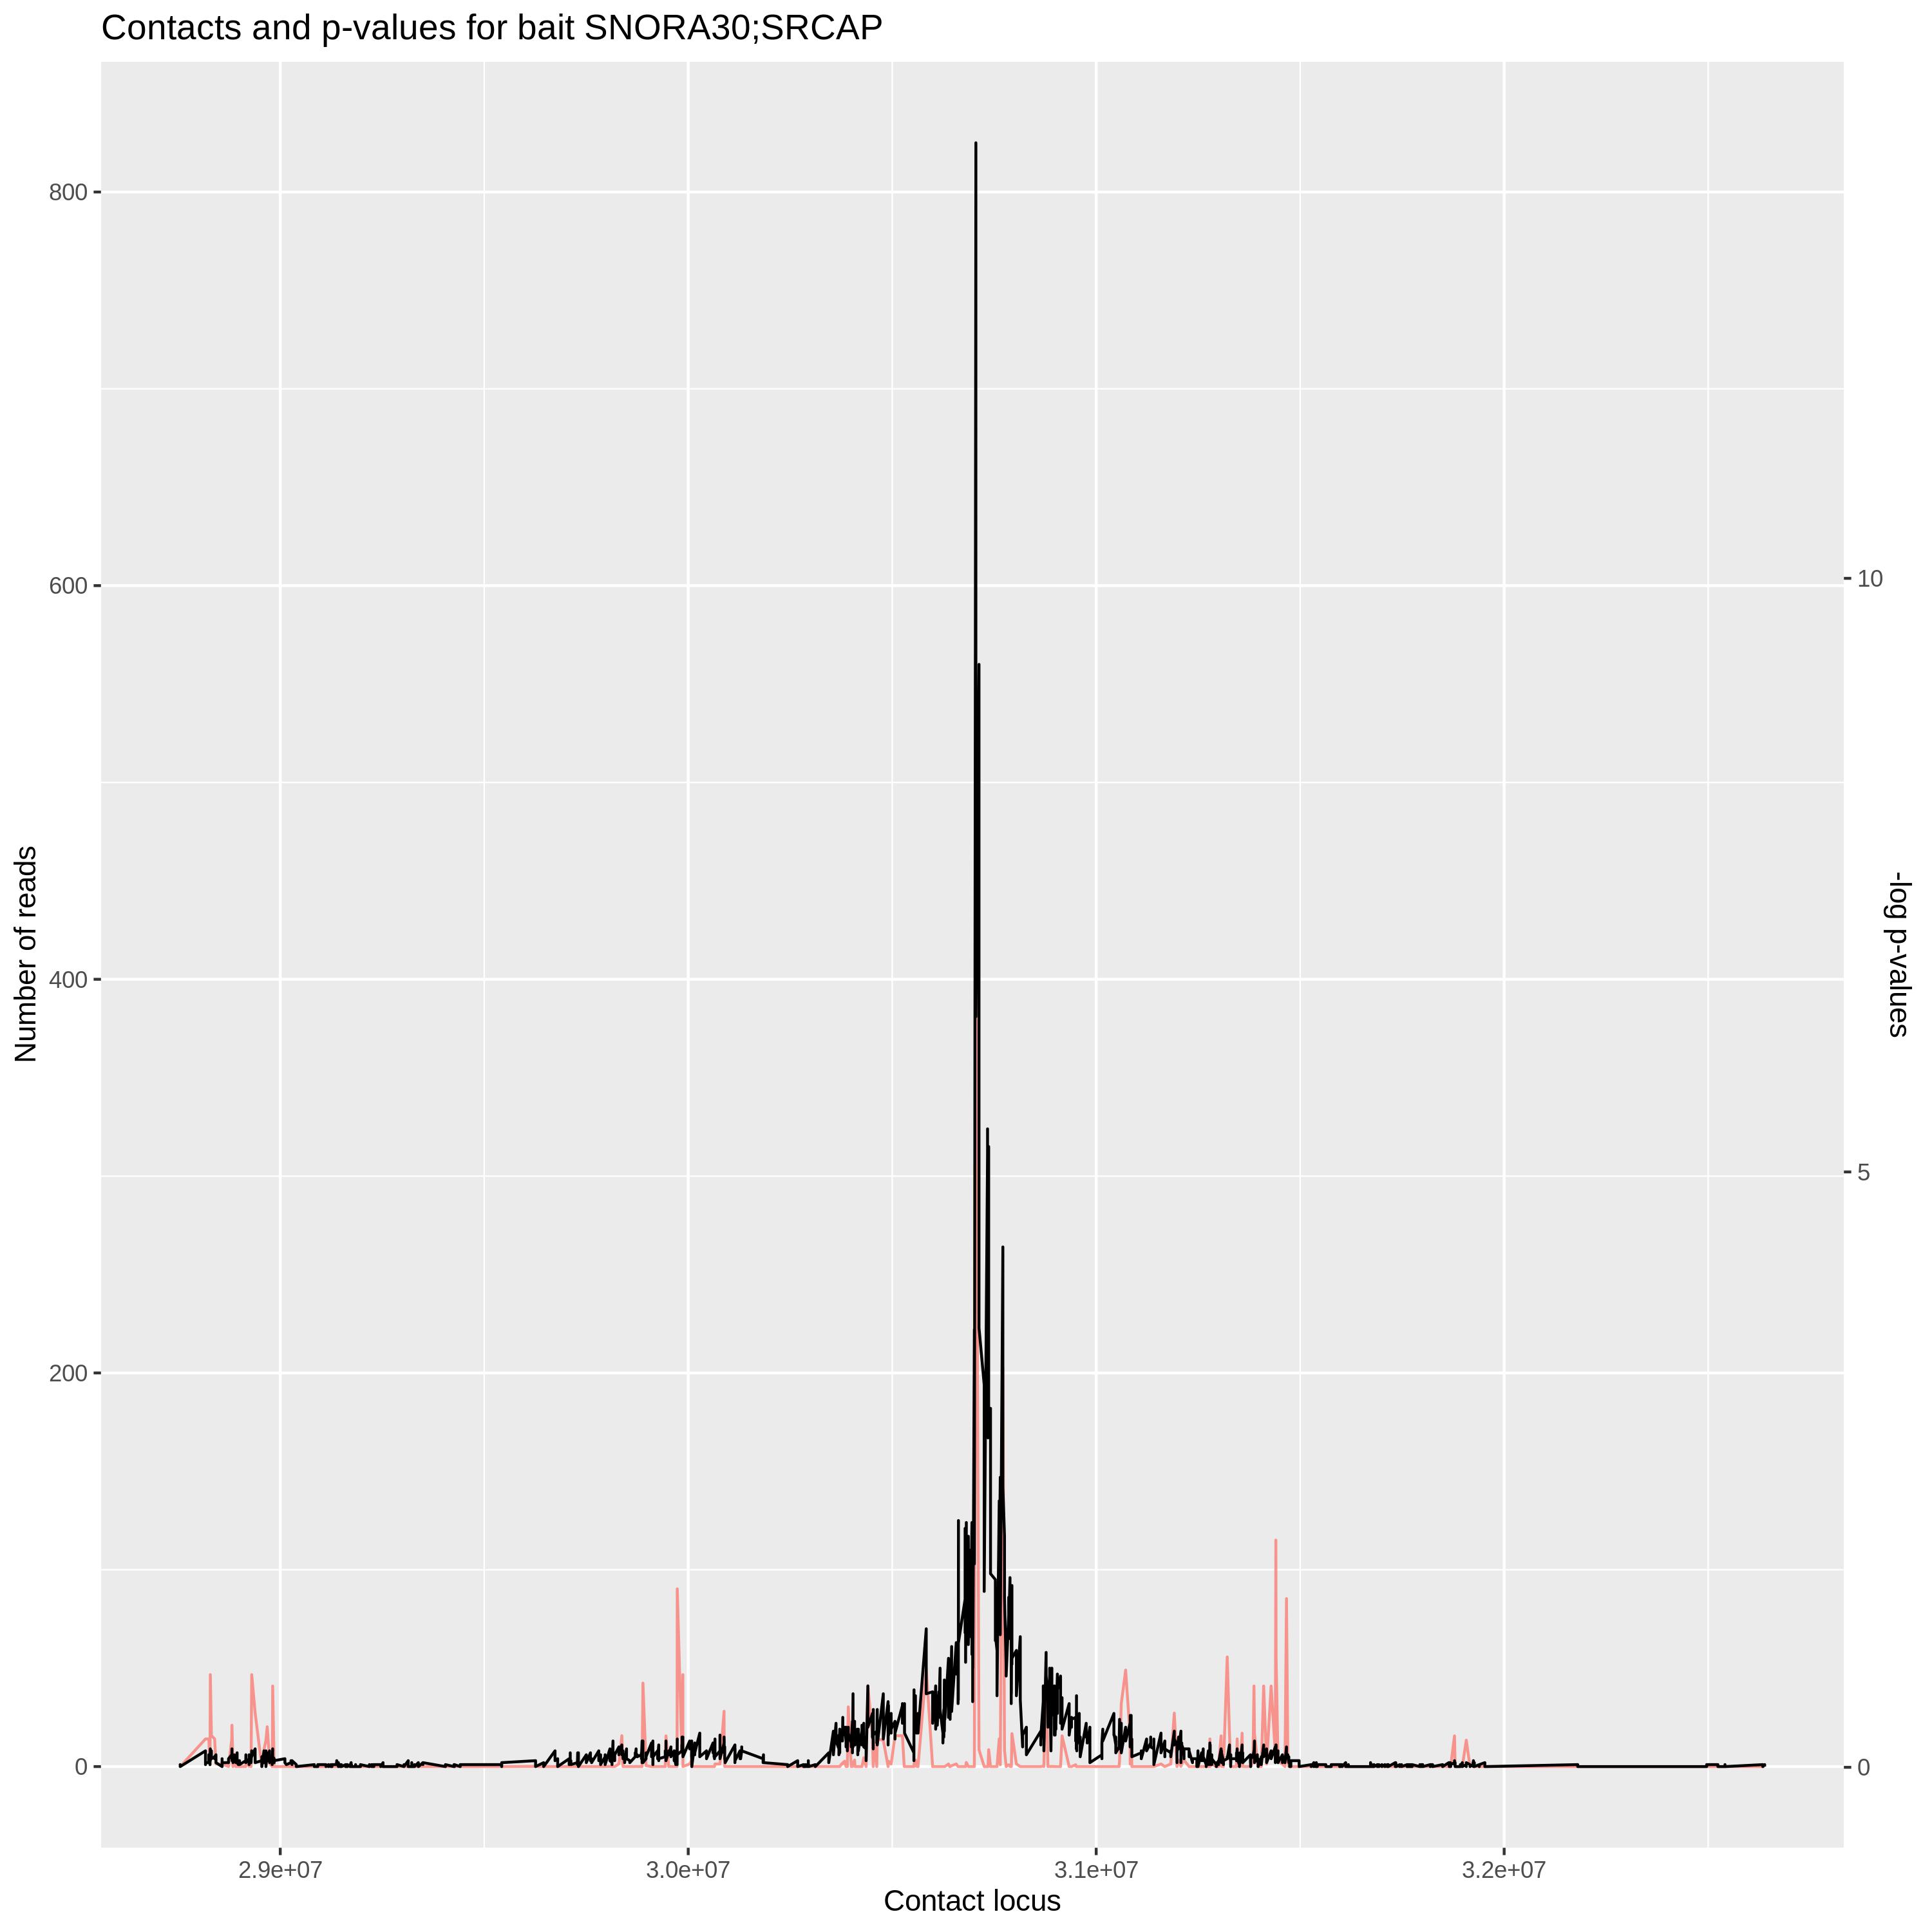 Contacts and p-values for bait SNORA30;SRCAP
800
600
400
200
0
Number of reads
10
5
0
-log p-values
2.9e+07
3.0e+07
3.1e+07
3.2e+07
Contact locus